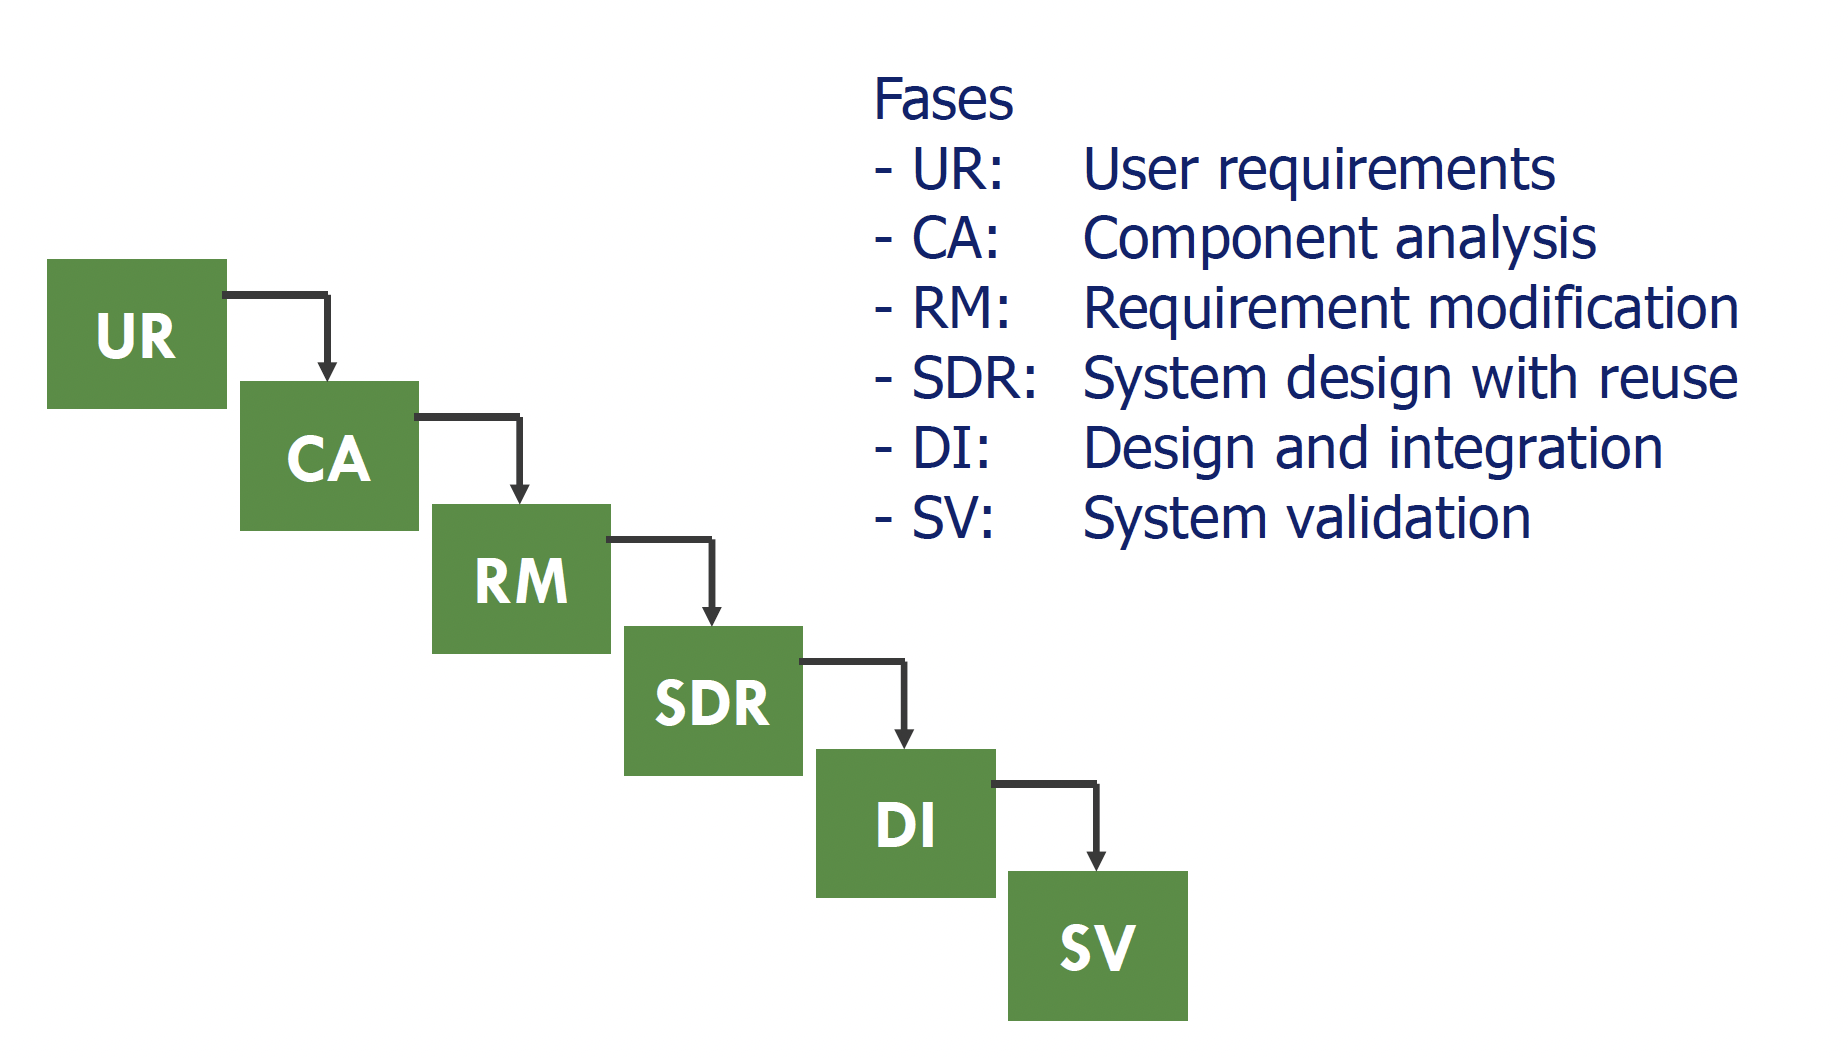 Fases
- UR: User requirements
- CA: Component analysis
- RM: Requirement modification
- SDR: System design with reuse
- DI: Design and integration
- SV: System validation
UR
CA
RM
SDR
DI
SV